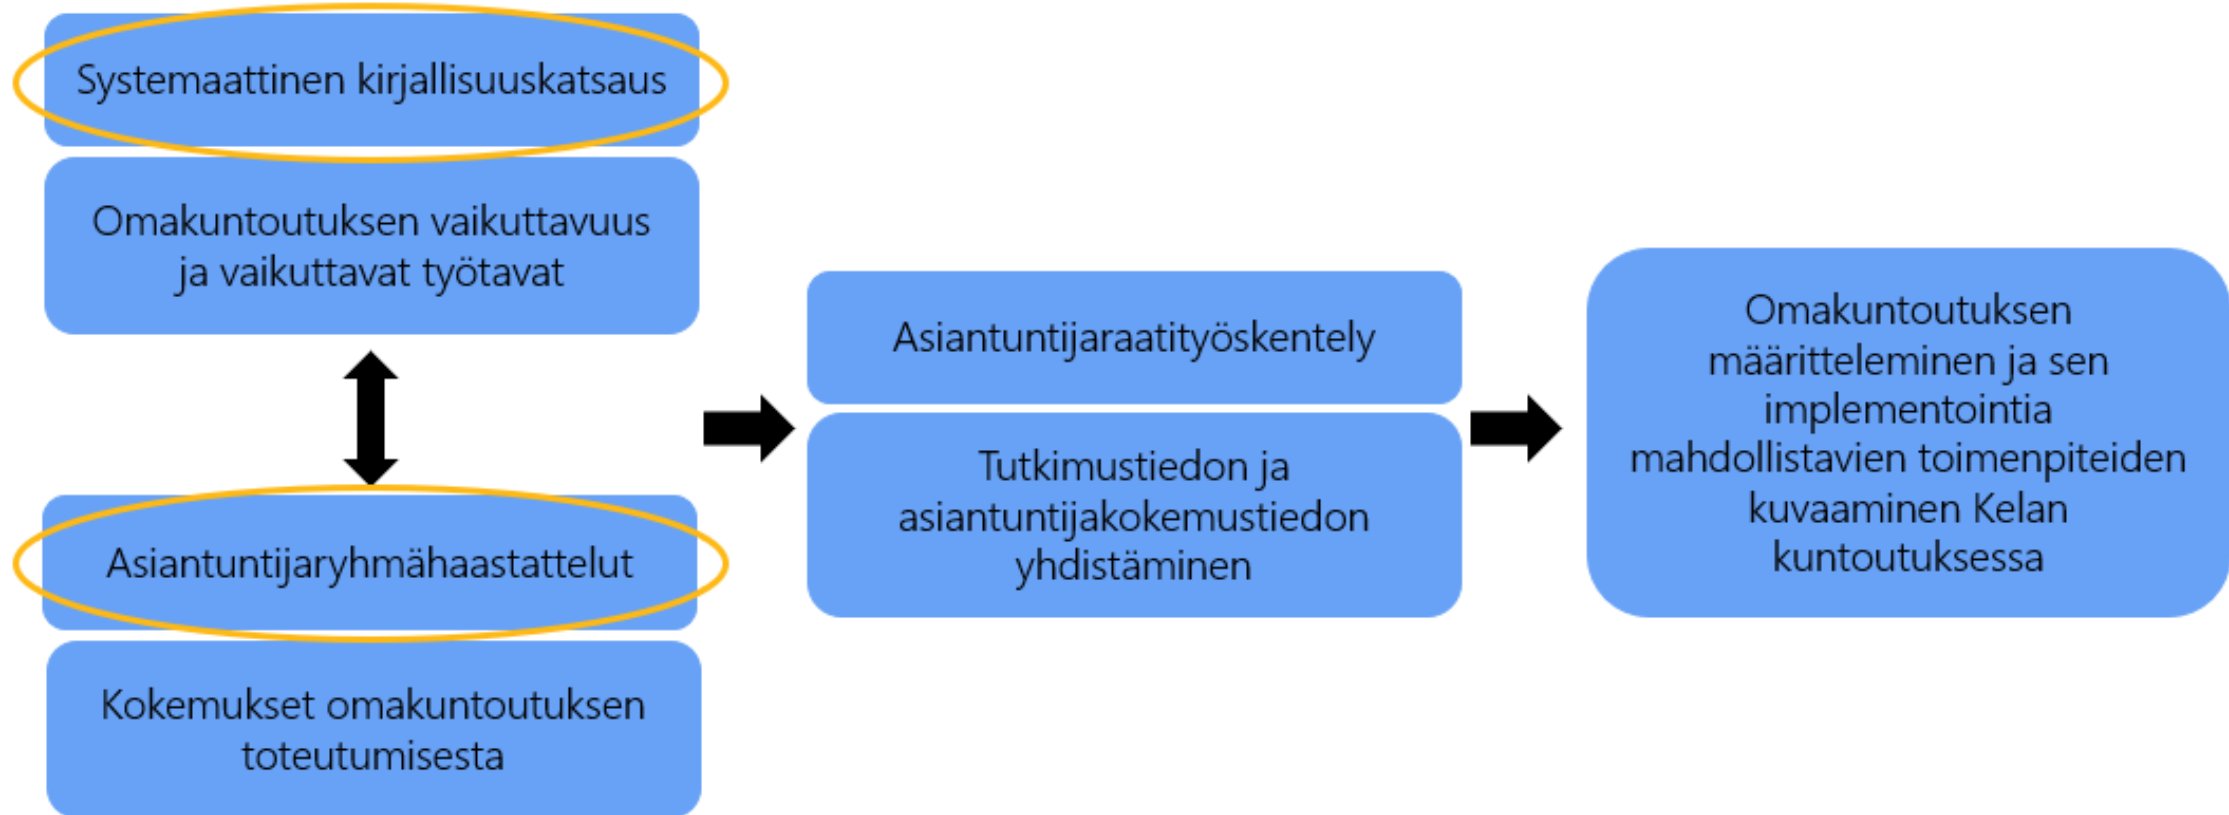 Systemaattinen kirjallisuuskatsaus
Omakuntoutuksen vaikuttavuus
ja vaikuttavat työtavat
Asiantuntijaryhmähaastattelut
Kokemukset omakuntoutuksen
toteutumisesta
Asiantuntijaraatityöskentely
Tutkimustiedon ja
asiantuntijakokemustiedon
yhdistäminen
Omakuntoutuksen
määritteleminen ja sen
implementointia
mahdollistavien toimenpiteiden
kuvaaminen Kelan
kuntoutuksessa